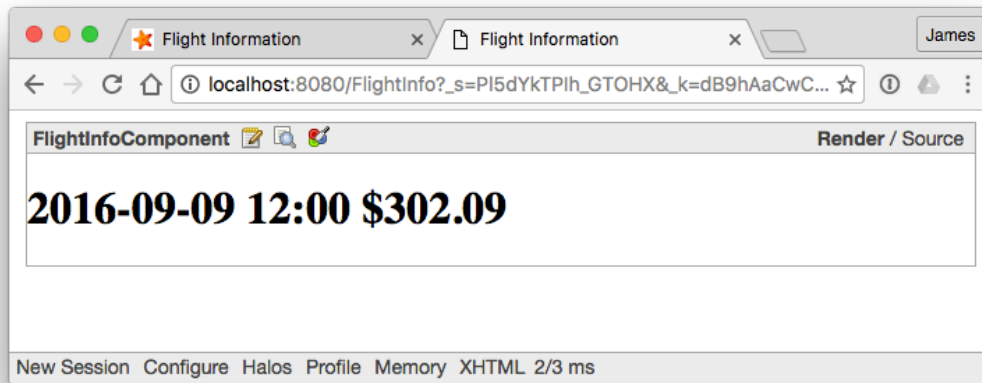 Flight Information Flight Information James
localhost:8080/FlightInfo?_s=PI5dYkTPlh_GTOHX&_k=dB9hAaCwC...
FlightInfoComponent Render / Source
2016-09-09 12:00 $302.09
New Session Configure Halos Profile Memory XHTML 2/3 ms